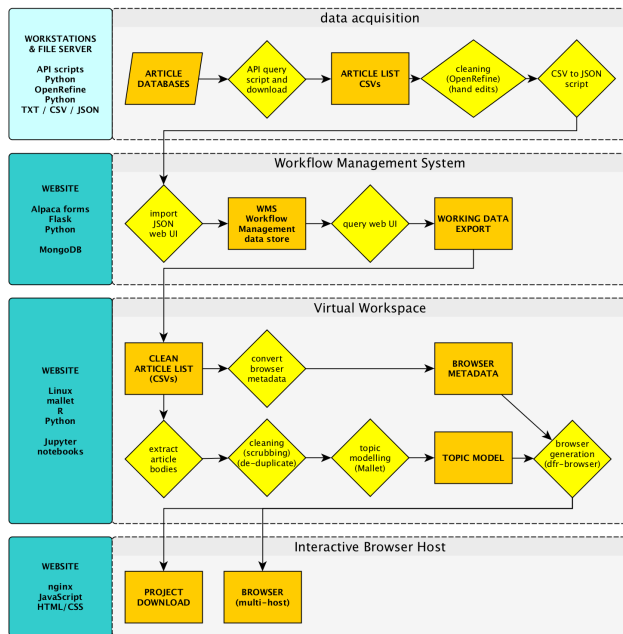 data acquisition
WORKSTATIONS
& FILE SERVER
API scripts
Python
OpenRefine
Python
TXT / CSV / JSON
ARTICLE
DATABASES
API query
script and
download
ARTICLE LIST
CSVs
cleaning
(OpenRefine)
(hand edits)
CSV to JSON
script
Workflow Management System
WEBSITE
Alpaca forms
Flask
Python
MongoDB
import
JSON
web UI
WMS
Workflow
Management
data store
query web UI
WORKING DATA
EXPORT
Virtual Workspace
WEBSITE
Linux
mallet
R
Python
Jupyter
notebooks
CLEAN
ARTICLE LIST
(CSVs)
convert
browser
metadata
BROWSER
METADATA
extract
article
bodies
cleaning
(scrubbing)
(de-duplicate)
topic
modelling
(Mallet)
TOPIC MODEL
browser
generation
(dfr-browser)
Interactive Browser Host
WEBSITE
nginx
JavaScript
HTML/CSS
PROJECT
DOWNLOAD
BROWSER
(multi-host)